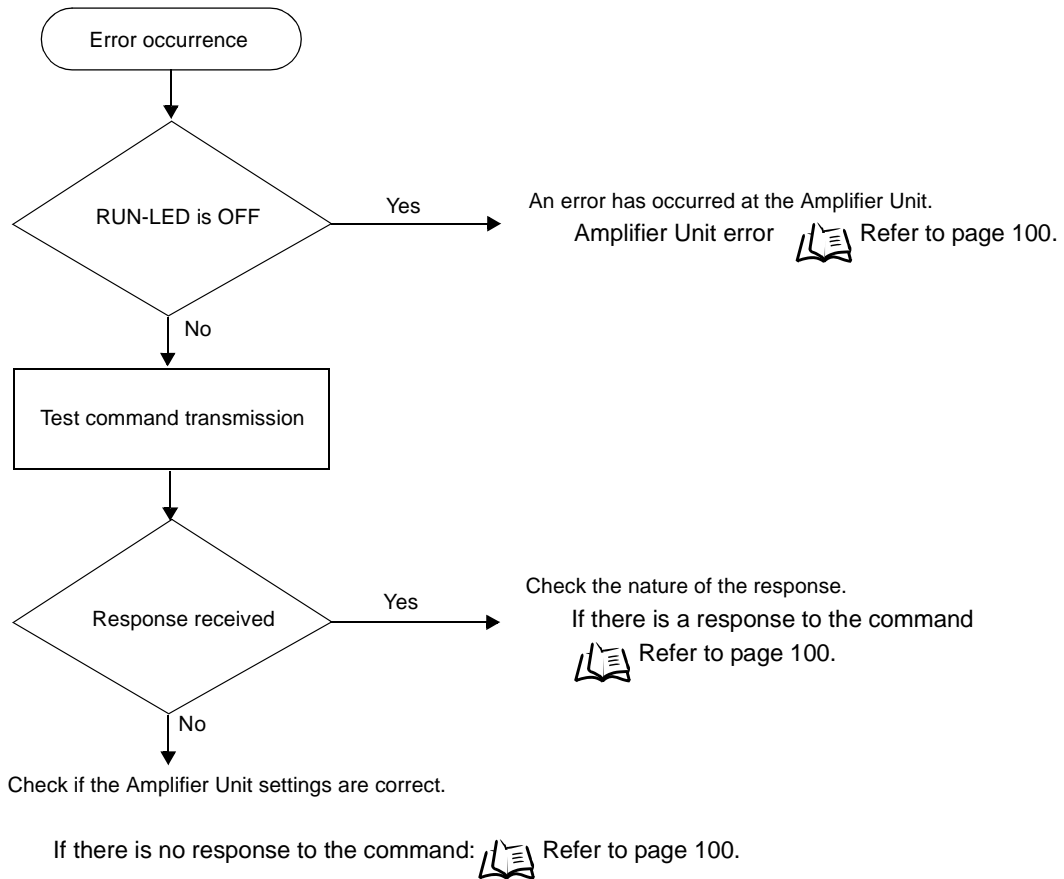 Error occurrence
RUN-LED is OFF
Yes
An error has occurred at the Amplifier Unit.
Amplifier Unit error Refer to page 100.
No
Test command transmission
Response received
Yes
Check the nature of the response.
If there is a response to the command
Refer to page 100.
No
Check if the Amplifier Unit settings are correct.
If there is no response to the command: Refer to page 100.